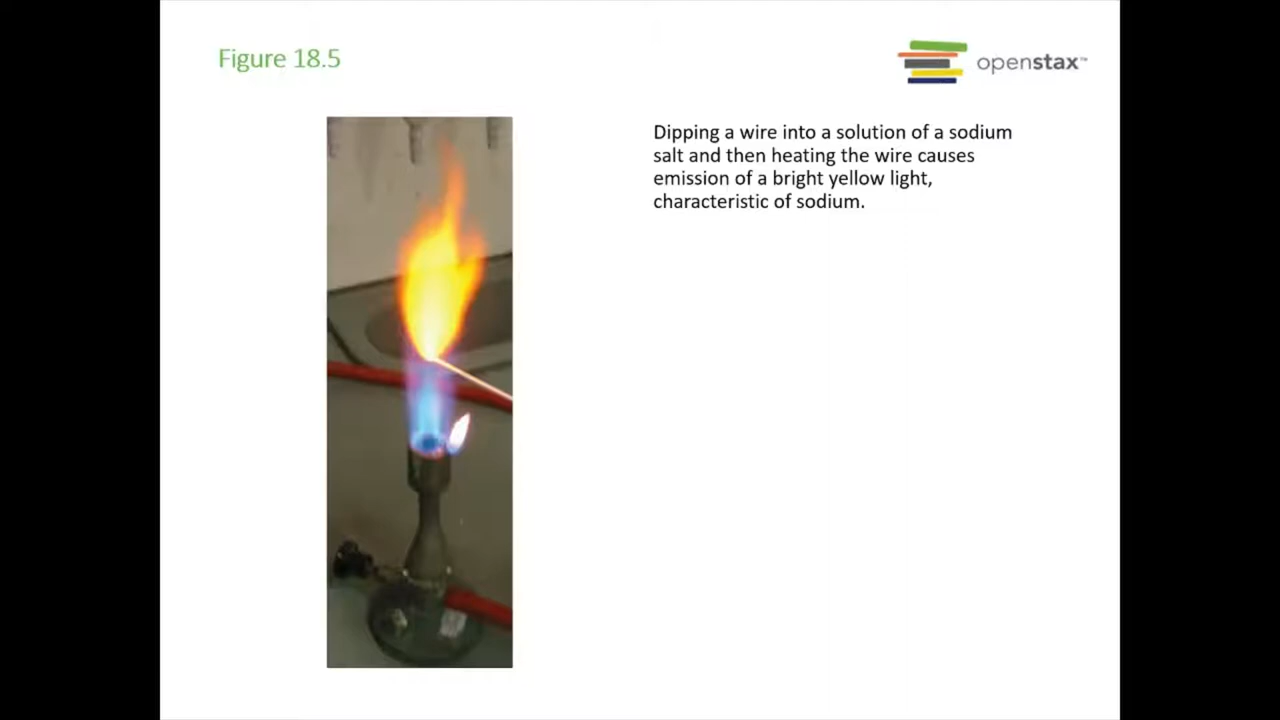 Figure 18.5
openstax™
Dipping a wire into a solution of a sodium
salt and then heating the wire causes
emission of a bright yellow light,
characteristic of sodium.